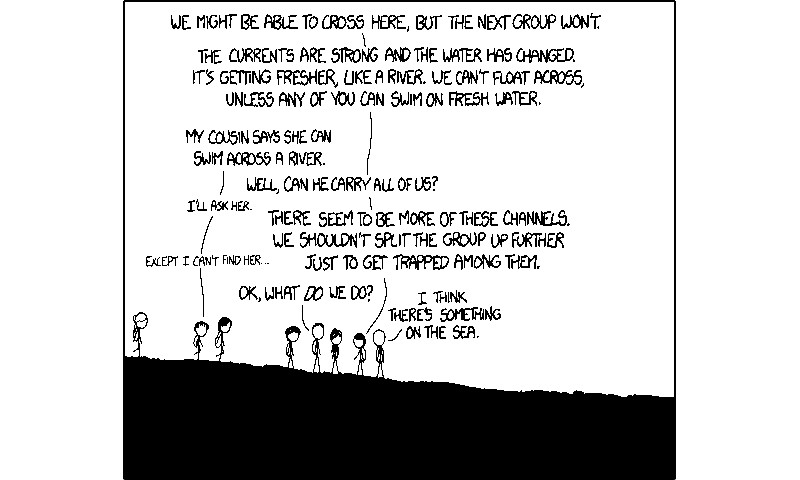 WE MIGHT BE ABLE TO CROSS HERE, BUT THE NEXT GROUP WON'T.
THE CURRENTS ARE STRONG AND THE WATER HAS CHANGED.
IT'S GETTING FRESHER, LIKE A RIVER. WE CAN'T FLOAT ACROSS,
UNLESS ANY OF YOU CAN SWIM ON FRESH WATER.
MY COUSIN SAYS SHE CAN
SWIM ACROSS A RIVER.
WELL, CAN HE CARRY ALL OF US?
I'LL ASK HER.
THERE SEEM TO BE MORE OF THESE CHANNELS.
WE SHOULDN'T SPLIT THE GROUP UP FURTHER
JUST TO GET TRAPPED AMONG THEM.
EXCEPT I CAN'T FIND HER...
OK, WHAT DO WE DO?
I THINK
THERE'S SOMETHING
ON THE SEA.